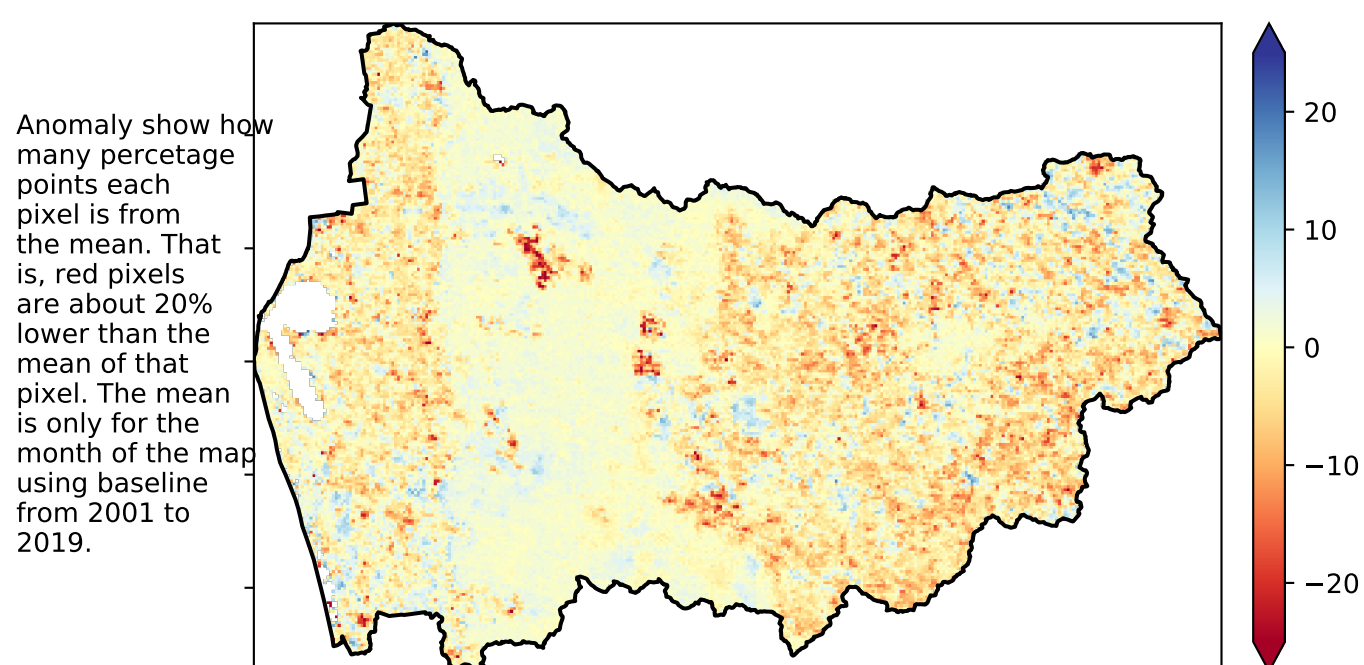 Anomaly show how
many percetage
points each
pixel is from
the mean. That
is, red pixels
are about 20%
lower than the
mean of that
pixel. The mean
is only for the
month of the map
using baseline
from 2001 to
2019.
20
10
0
−10
−20